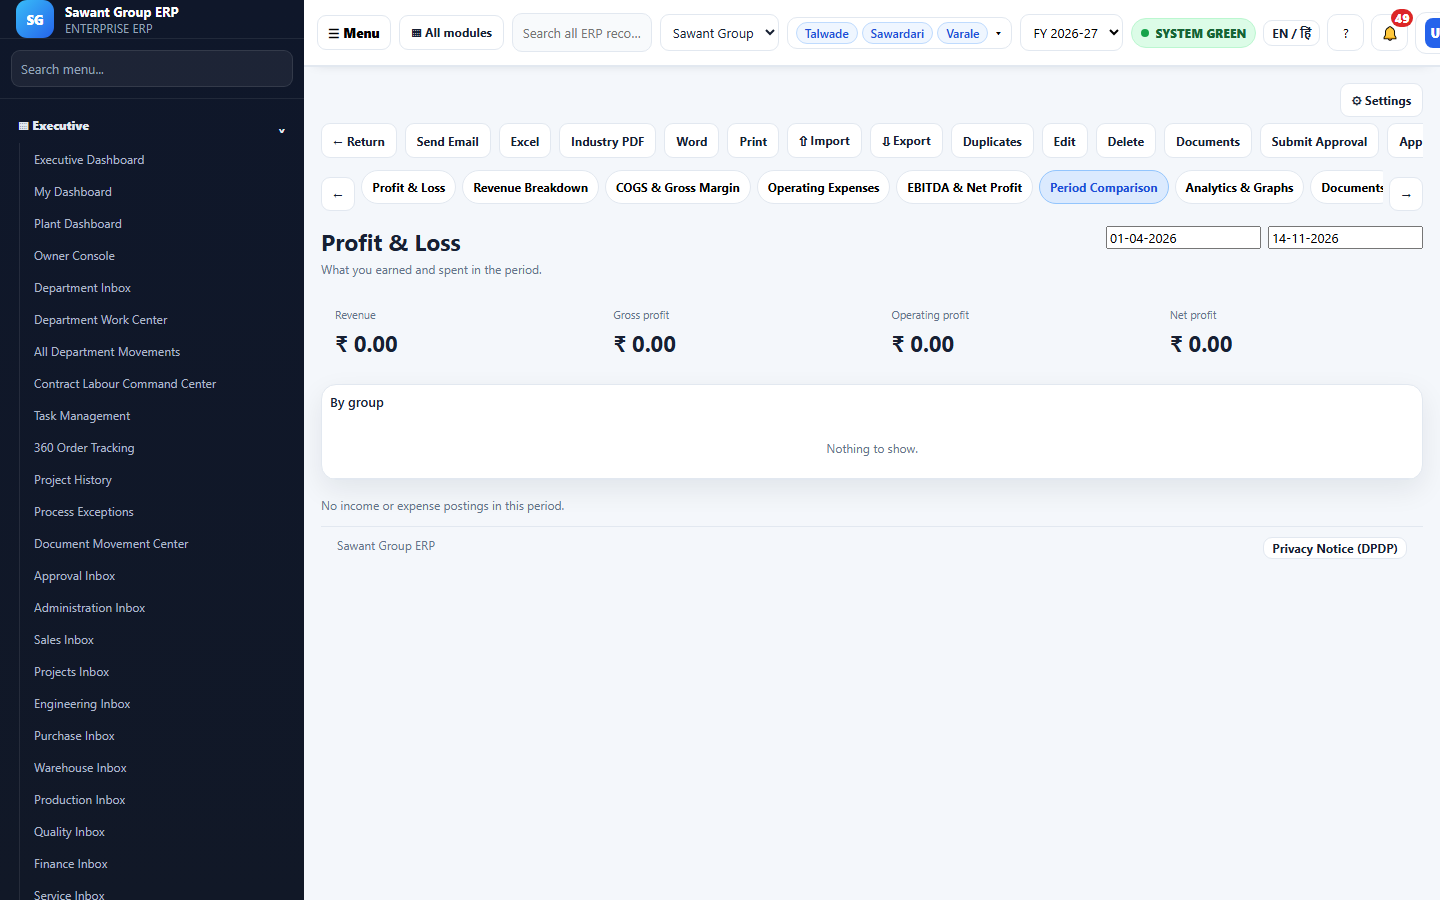 SG
Sawant Group ERP
ENTERPRISE ERP
Search menu...
Executive
Executive Dashboard
My Dashboard
Plant Dashboard
Owner Console
Department Inbox
Department Work Center
All Department Movements
Contract Labour Command Center
Task Management
360 Order Tracking
Project History
Process Exceptions
Document Movement Center
Approval Inbox
Administration Inbox
Sales Inbox
Projects Inbox
Engineering Inbox
Purchase Inbox
Warehouse Inbox
Production Inbox
Quality Inbox
Finance Inbox
Service Inbox
☰ Menu
All modules
Search all ERP reco...
Sawant Group
Talwade Sawardari Varale
FY 2026-27
SYSTEM GREEN
EN / हिं
?
49
U
⚙ Settings
← Return
Send Email
Excel
Industry PDF
Word
Print
⇧ Import
⇩ Export
Duplicates
Edit
Delete
Documents
Submit Approval
App
←
Profit & Loss
Revenue Breakdown
COGS & Gross Margin
Operating Expenses
EBITDA & Net Profit
Period Comparison
Analytics & Graphs
Documents
→
Profit & Loss
01-04-2026
14-11-2026
What you earned and spent in the period.
Revenue
₹ 0.00
Gross profit
₹ 0.00
Operating profit
₹ 0.00
Net profit
₹ 0.00
By group
Nothing to show.
No income or expense postings in this period.
Sawant Group ERP
Privacy Notice (DPDP)